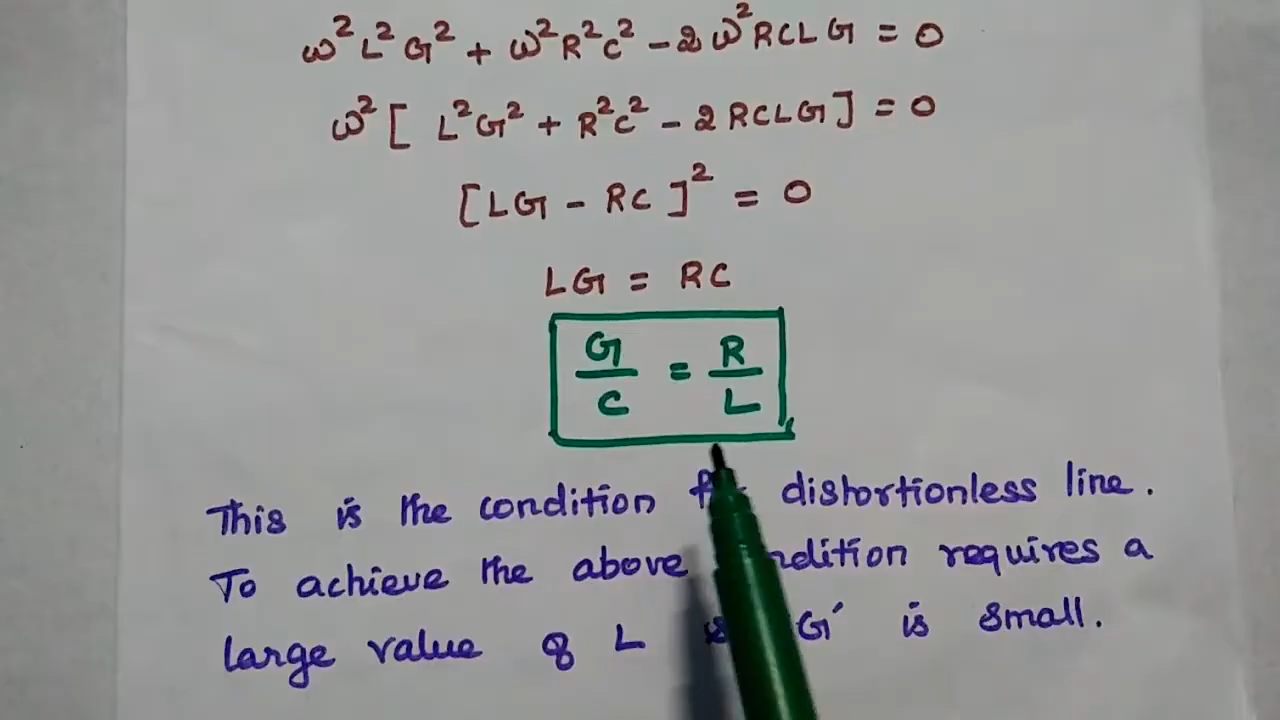 ω²L²G² + ω²R²C² - 2ω²RCLG = 0
ω² [ L²G² + R²C² - 2RCLG ] = 0
[LG - RC]² = 0
LG = RC
G/C = R/L
This is the condition distortionless line.
To achieve the above requires a
large value of L G is small.